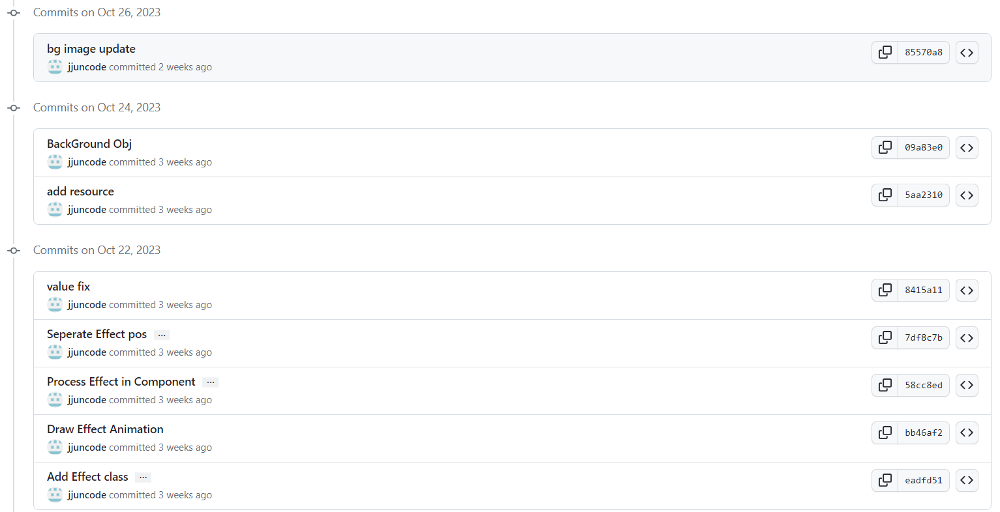 Commits on Oct 26, 2023
bg image update
85570a8
jjuncode committed 2 weeks ago
Commits on Oct 24, 2023
BackGround Obj
09a83e0
jjuncode committed 3 weeks ago
add resource
5aa2310
jjuncode committed 3 weeks ago
Commits on Oct 22, 2023
value fix
8415a11
jjuncode committed 3 weeks ago
Seperate Effect pos ...
7df8c7b
jjuncode committed 3 weeks ago
Process Effect in Component ...
58cc8ed
jjuncode committed 3 weeks ago
Draw Effect Animation
bb46af2
jjuncode committed 3 weeks ago
Add Effect class ...
eadfd51
jjuncode committed 3 weeks ago